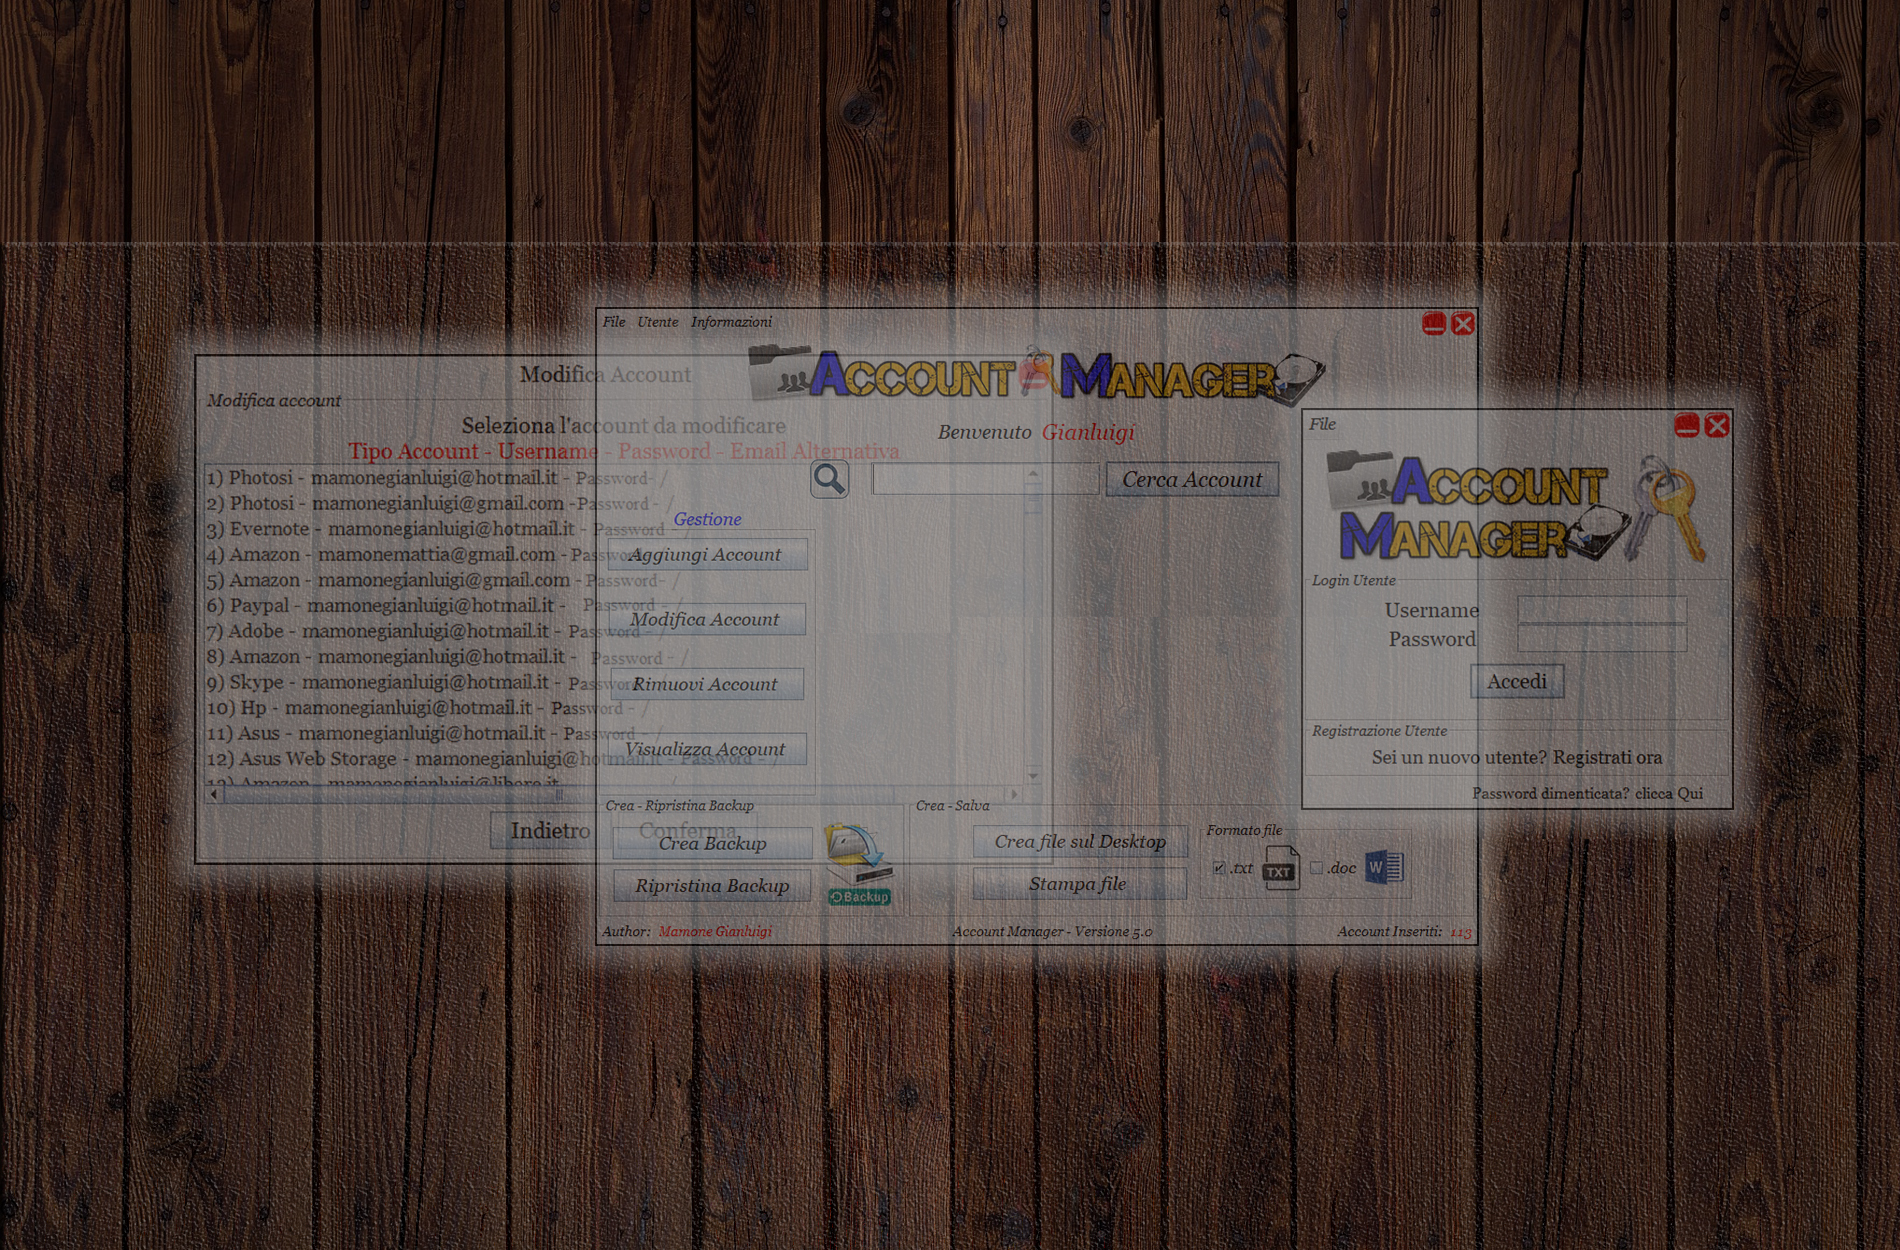 Modifica Account
Modifica account
Seleziona l'account da modificare
Tipo Account - Username - Password - Email Alternativa
1) Photosi - mamonegianluigi@hotmail.it - Password- /
2) Photosi - mamonegianluigi@gmail.com -Password - /
3) Evernote - mamonegianluigi@hotmail.it - Password - /
4) Amazon - mamonemattia@gmail.com - Password - /
5) Amazon - mamonegianluigi@gmail.com - Password- /
6) Paypal - mamonegianluigi@hotmail.it - Password - /
7) Adobe - mamonegianluigi@hotmail.it - Password - /
8) Amazon - mamonegianluigi@hotmail.it - Password - /
9) Skype - mamonegianluigi@hotmail.it - Password - /
10) Hp - mamonegianluigi@hotmail.it - Password - /
11) Asus - mamonegianluigi@hotmail.it - Password - /
12) Asus Web Storage - mamonegianluigi@hotmail.it - Password - /
13) Amazon - mamonegianluigi@libero.it
Indietro
Conferma
File Utente Informazioni
ACCOUNT MANAGER
Benvenuto Gianluigi
Cerca Account
Gestione
Aggiungi Account
Modifica Account
Rimuovi Account
Visualizza Account
Crea - Ripristina Backup
Crea Backup
Ripristina Backup
Backup
Crea - Salva
Crea file sul Desktop
Stampa file
Formato file
.txt TXT .doc W
Author: Mamone Gianluigi
Account Manager - Versione 5.0
Account Inseriti: 113
File
ACCOUNT
MANAGER
Login Utente
Username
Password
Accedi
Registrazione Utente
Sei un nuovo utente? Registrati ora
Password dimenticata? clicca Qui